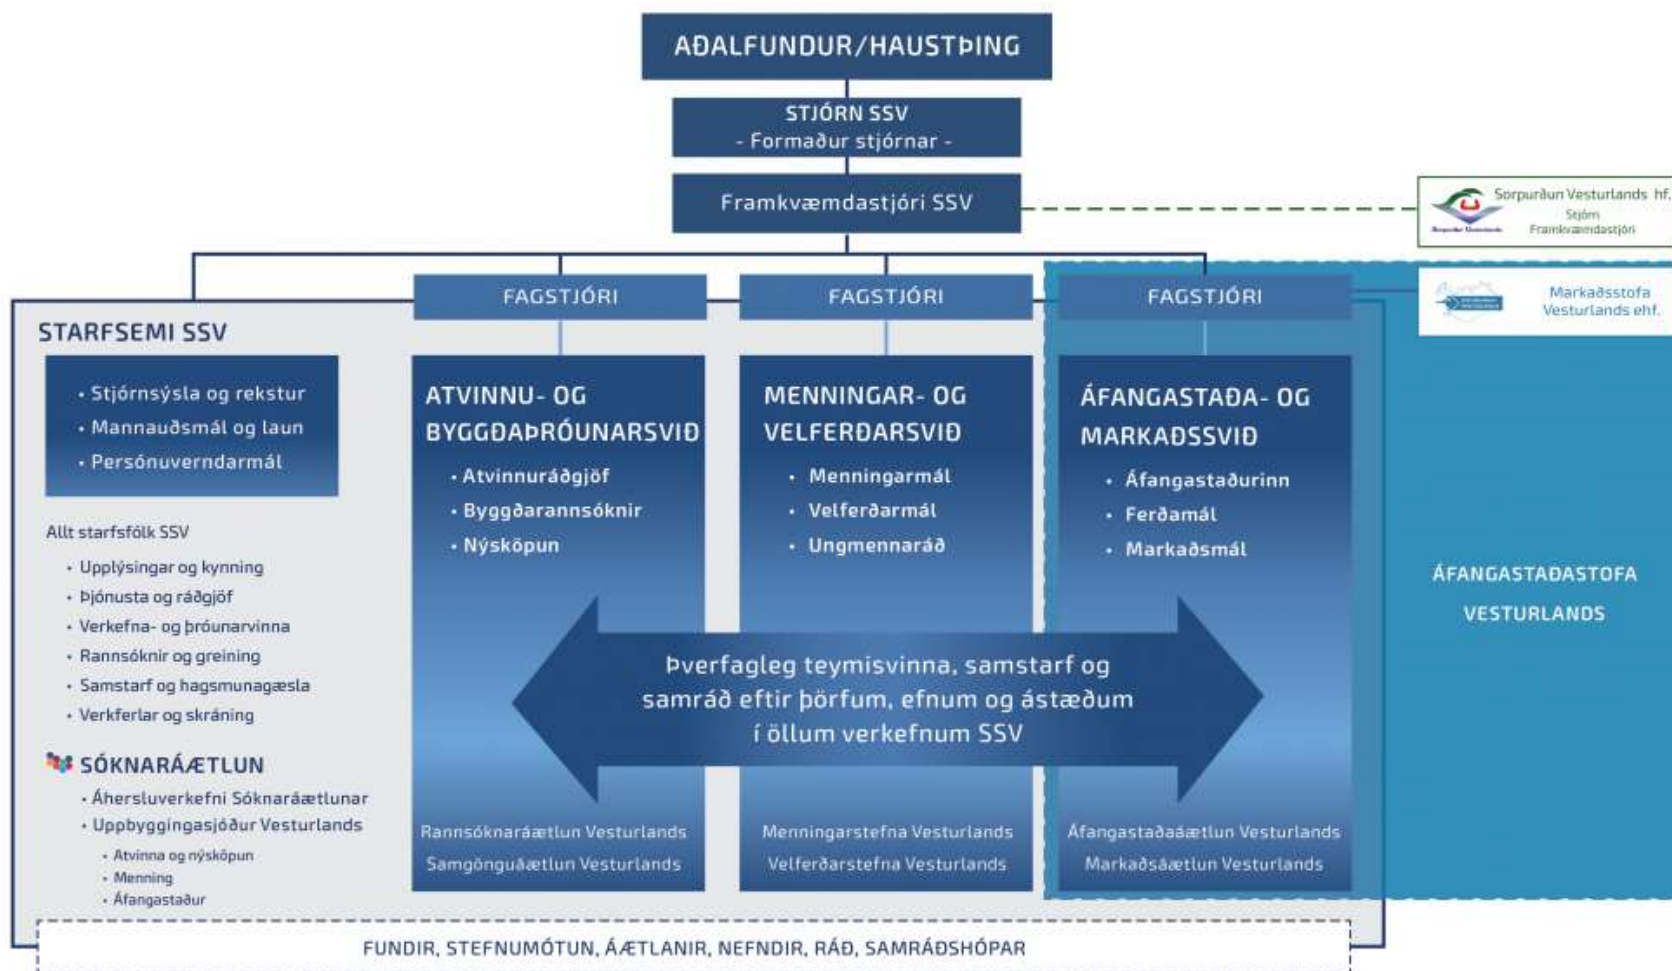 AÐALFUNDUR/HAUSTÞING
STJÓRN SSV
- Formaður stjórnar -
Framkvæmdastjóri SSV
Sorpurðun Vesturlands hf.
Stjórn
Framkvæmdastjóri
Markaðsstofa
Vesturlands ehf.
FAGSTJÓRI
FAGSTJÓRI
FAGSTJÓRI
STARFSEMI SSV
• Stjórnsýsla og rekstur
• Mannauðsmál og laun
• Persónuverndarmál
Allt starfsfólk SSV
• Upplýsingar og kynning
• Þjónusta og ráðgjöf
• Verkefna- og þróunarvinna
• Rannsóknir og greining
• Samstarf og hagsmunagæsla
• Verkferlar og skráning
SÓKNARÁÆTLUN
• Áhersluverkefni Sóknaráætlunar
• Uppbyggingasjóður Vesturlands
• Atvinna og nýsköpun
• Menning
• Áfangastaður
ATVINNU- OG
BYGGÐAÞRÓUNARSVIÐ
• Atvinnuráðgjöf
• Byggðarannsóknir
• Nýsköpun
Rannsóknaráætlun Vesturlands
Samgönguáætlun Vesturlands
MENNINGAR- OG
VELFERÐARSVIÐ
• Menningarmál
• Velferðarmál
• Ungmennaráð
Menningarstefna Vesturlands
Velferðarstefna Vesturlands
ÁFANGASTAÐA- OG
MARKAÐSSVIÐ
• Áfangastaðurinn
• Ferðamál
• Markaðsmál
Áfangastaðaáætlun Vesturlands
Markaðsáætlun Vesturlands
Þverfagleg teymisvinna, samstarf og
samráð eftir þörfum, efnum og ástæðum
í öllum verkefnum SSV
ÁFANGASTAÐASTOFA
VESTURLANDS
FUNDIR, STEFNUMÓTUN, ÁÆTLANIR, NEFNDIR, RÁÐ, SAMRÁÐSHÓPAR